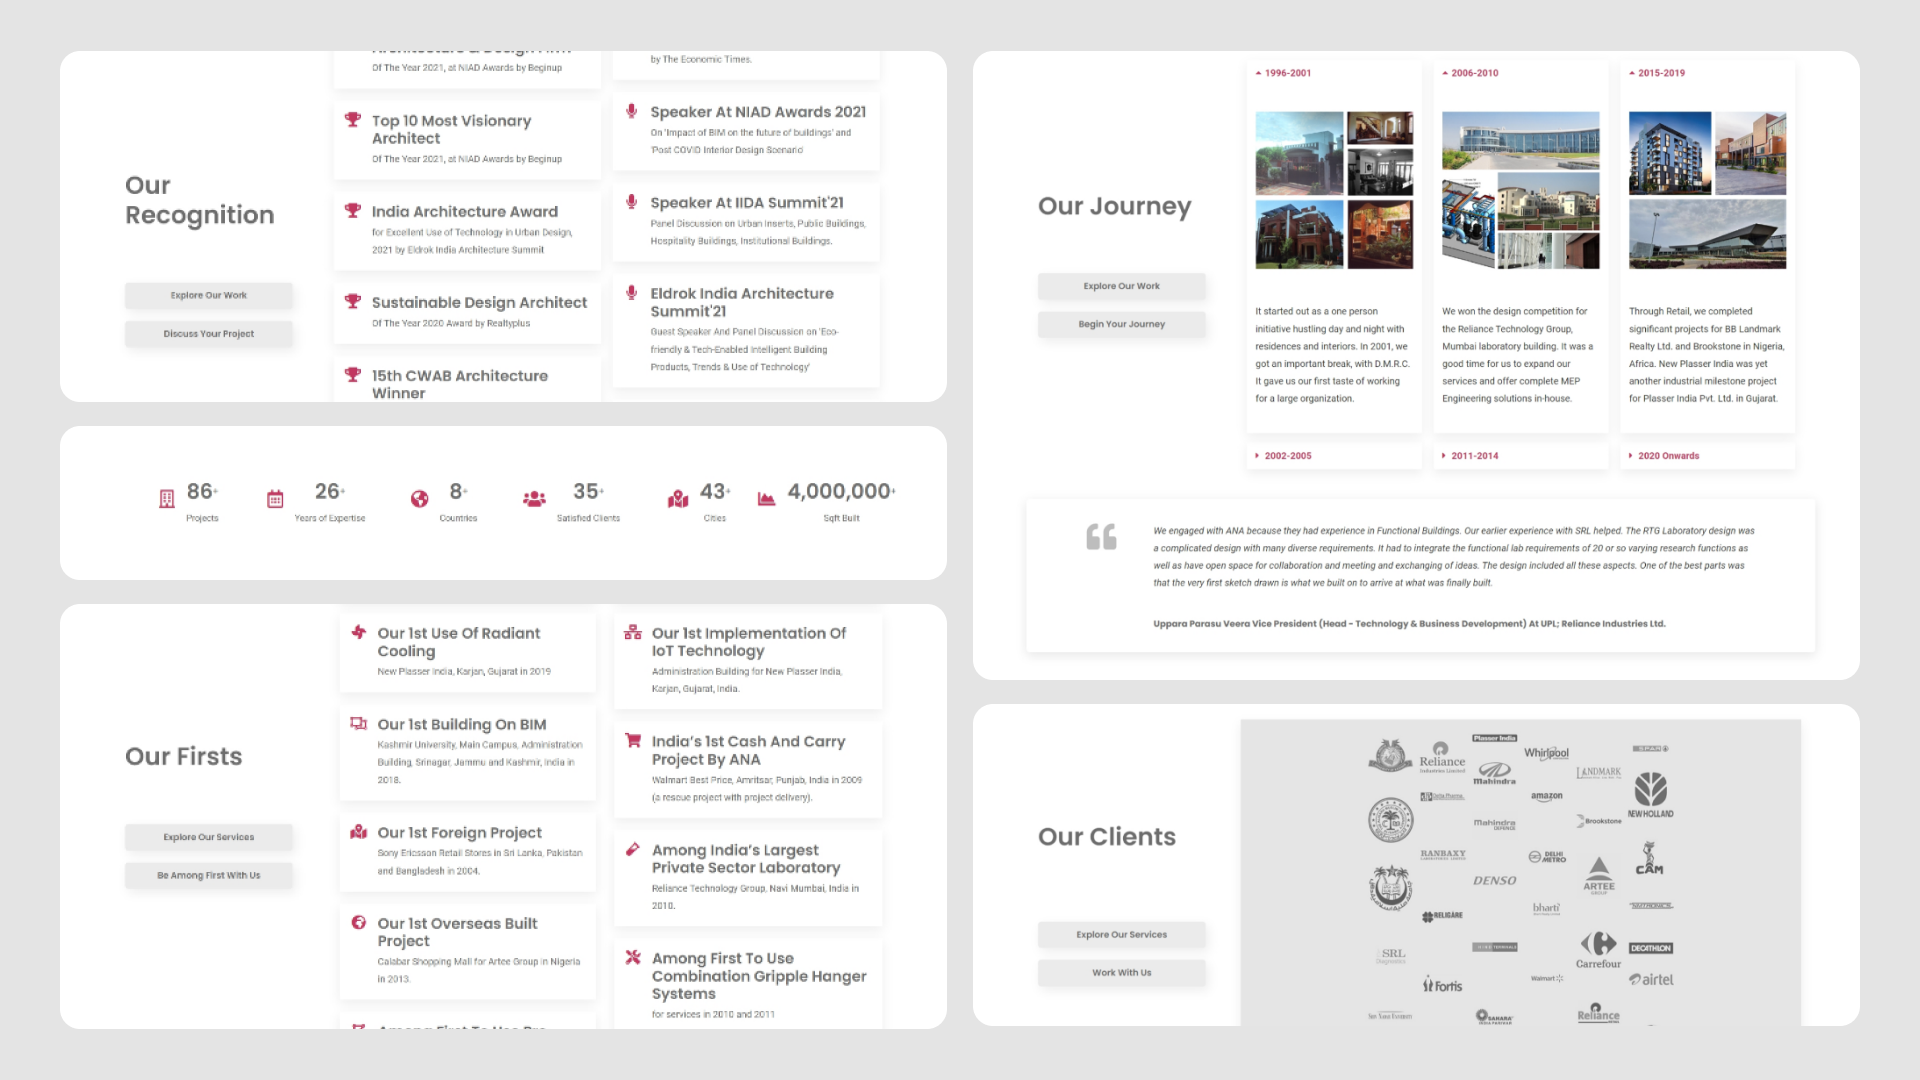 Of The Year 2021, at NIAD Awards by Beginup
Top 10 Most Visionary
Architect
Of The Year 2021, at NIAD Awards by Beginup
India Architecture Award
for Excellent Use of Technology in Urban Design,
2021 by Eldrok India Architecture Summit
Sustainable Design Architect
Of The Year 2020 Award by Realtyplus
15th CWAB Architecture
Winner
by The Economic Times.
Speaker At NIAD Awards 2021
On 'Impact of BIM on the future of buildings' and
'Post COVID Interior Design Scenario'
Speaker At IIDA Summit'21
Panel Discussion on Urban Inserts, Public Buildings,
Hospitality Buildings, Institutional Buildings.
Eldrok India Architecture
Summit'21
Guest Speaker And Panel Discussion on 'Eco-
friendly & Tech-Enabled Intelligent Building
Products, Trends & Use of Technology'
Our
Recognition
Explore Our Work
Discuss Your Project
86+
Projects
26+
Years of Expertise
8+
Countries
35+
Satisfied Clients
43+
Cities
4,000,000+
Sqft Built
Our Firsts
Explore Our Services
Be Among First With Us
Our 1st Use Of Radiant
Cooling
New Plasser India, Karjan, Gujarat in 2019
Our 1st Building On BIM
Kashmir University, Main Campus, Administration
Building, Srinagar, Jammu and Kashmir, India in
2018.
Our 1st Foreign Project
Sony Ericsson Retail Stores in Sri Lanka, Pakistan
and Bangladesh in 2004.
Our 1st Overseas Built
Project
Calabar Shopping Mall for Artee Group in Nigeria
in 2013.
Our 1st Implementation Of
IoT Technology
Administration Building for New Plasser India,
Karjan, Gujarat, India.
India's 1st Cash And Carry
Project By ANA
Walmart Best Price, Amritsar, Punjab, India in 2009
(a rescue project with project delivery).
Among India's Largest
Private Sector Laboratory
Reliance Technology Group, Navi Mumbai, India in
2010.
Among First To Use
Combination Gripple Hanger
Systems
for services in 2010 and 2011
Our Journey
Explore Our Work
Begin Your Journey
1996-2001
It started out as a one person
initiative hustling day and night with
residences and interiors. In 2001, we
got an important break, with D.M.R.C.
It gave us our first taste of working
for a large organization.
2002-2005
2006-2010
We won the design competition for
the Reliance Technology Group,
Mumbai laboratory building. It was a
good time for us to expand our
services and offer complete MEP
Engineering solutions in-house.
2011-2014
2015-2019
Through Retail, we completed
significant projects for BB Landmark
Realty Ltd. and Brookstone in Nigeria,
Africa. New Plasser India was yet
another industrial milestone project
for Plasser India Pvt. Ltd. in Gujarat.
2020 Onwards
We engaged with ANA because they had experience in Functional Buildings. Our earlier experience with SRL helped. The RTG Laboratory design was
a complicated design with many diverse requirements. It had to integrate the functional lab requirements of 20 or so varying research functions as
well as have open space for collaboration and meeting and exchanging of ideas. The design included all these aspects. One of the best parts was
that the very first sketch drawn is what we built on to arrive at what was finally built.
Uppara Parasu Veera Vice President (Head - Technology & Business Development) At UPL; Reliance Industries Ltd.
Our Clients
Explore Our Services
Work With Us
SRL
Diagnostics
Reliance
Industries Limited
RANBAXY
RELIGARE
Fortis
Plasser India
Mahindra
Mahindra
DEFENCE
DENSO
SAHARA
Whirlpool
amazon
DELHI
METRO
bharti
Walmart
LANDMARK
Brookstone
ARTEE
GROUP
Carrefour
Reliance
SPAR
NEW HOLLAND
CAM
DECATHLON
airtel